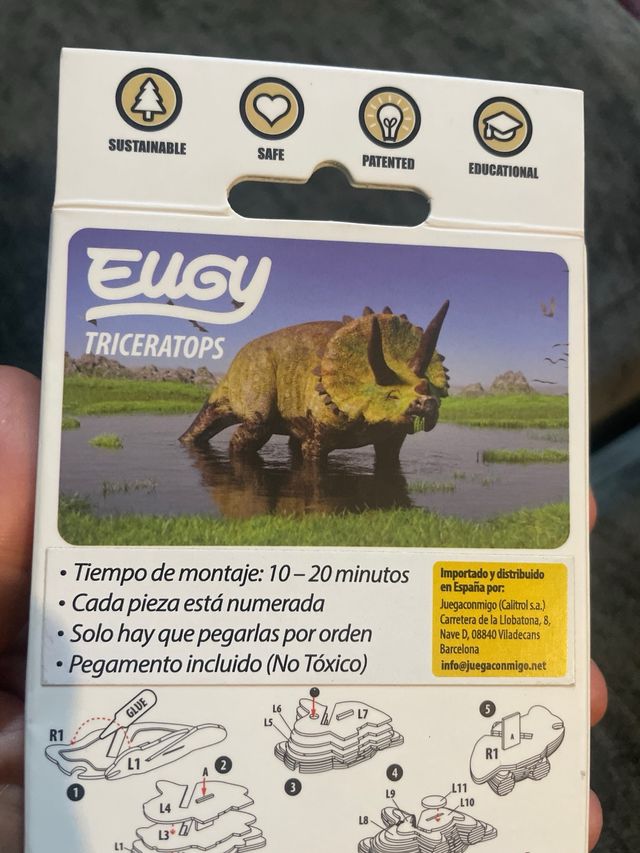 SUSTAINABLE
SAFE
PATENTED
EDUCATIONAL
EUGY
TRICERATOPS
• Tiempo de montaje: 10 – 20 minutos
• Cada pieza está numerada
• Solo hay que pegarlas por orden
• Pegamento incluido (No Tóxico)
Importado y distribuido
en España por:
Juegaconmigo (Calitrol s.a.)
Carretera de la Llobatona, 8,
Nave D, 08840 Viladecans
Barcelona
info@juegaconmigo.net
GLUE
R1
L1
1
A
2
L4
L3
L1
L6
L5
L7
3
4
L9
L8
L11
L10
5
A
R1